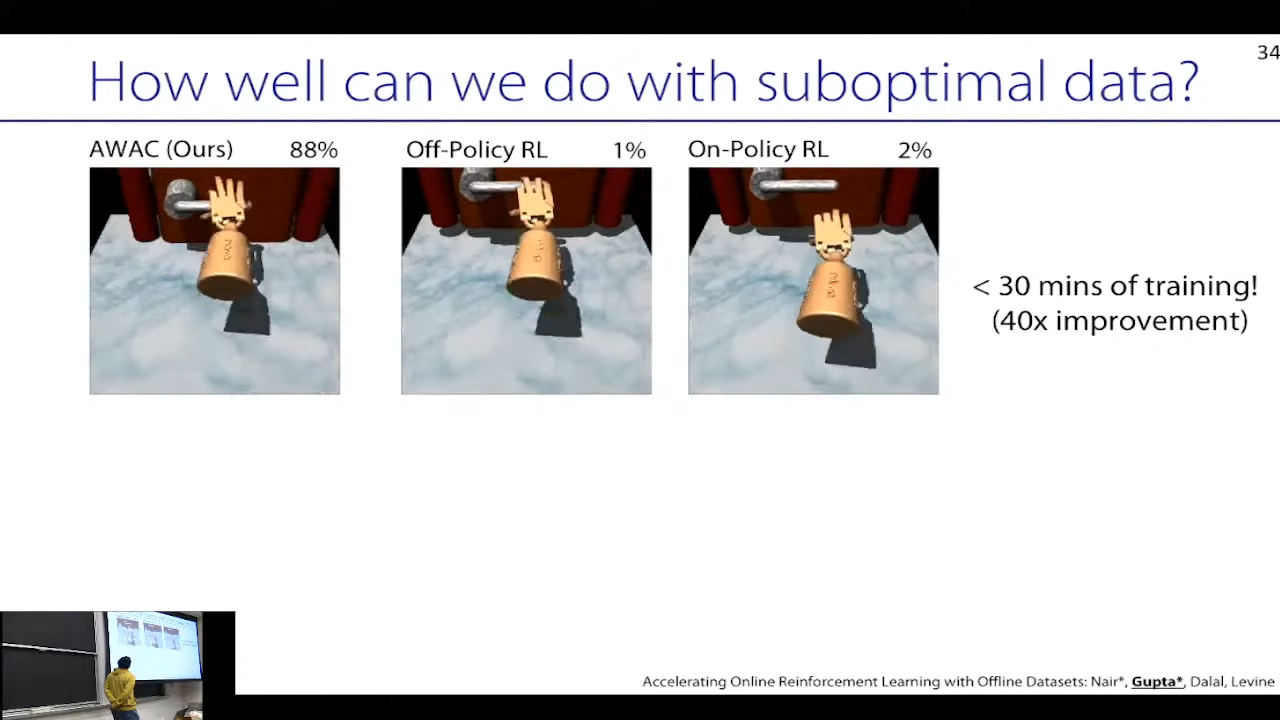 34
How well can we do with suboptimal data?
AWAC (Ours) 88%
Off-Policy RL 1%
On-Policy RL 2%
< 30 mins of training!
(40x improvement)
Accelerating Online Reinforcement Learning with Offline Datasets: Nair*, Gupta*, Dalal, Levine